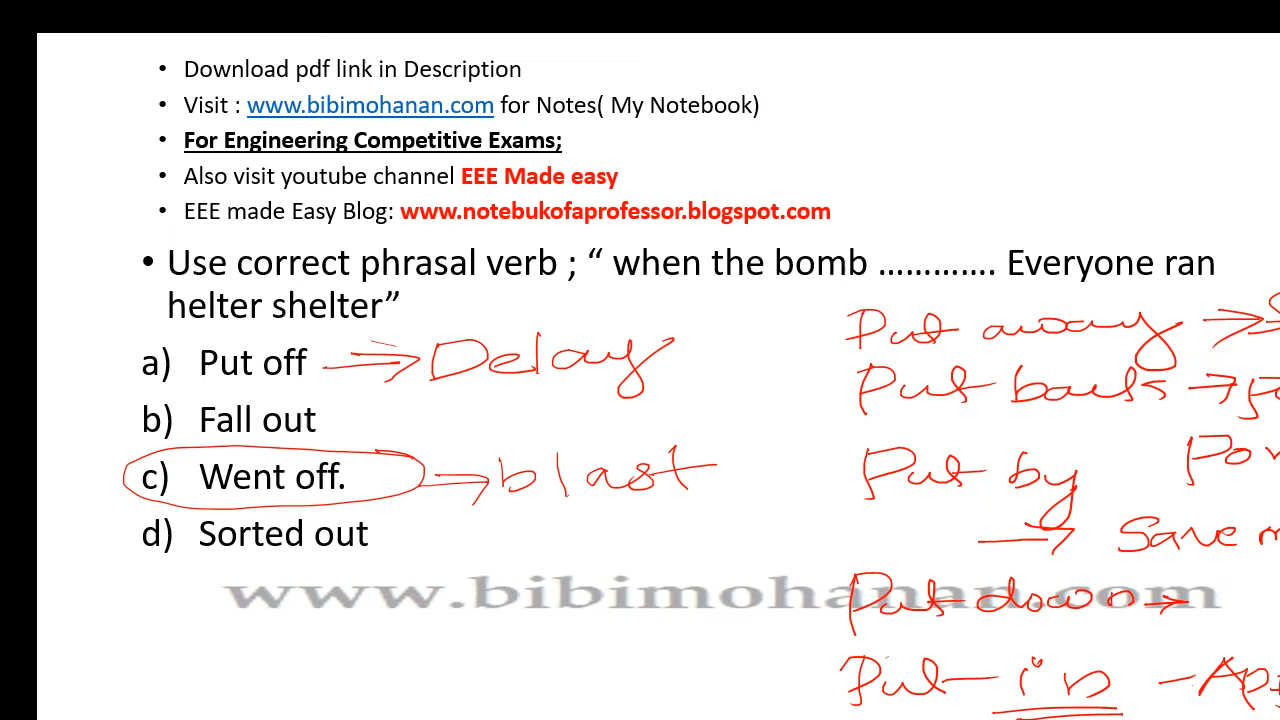 • Download pdf link in Description
• Visit : www.bibimohanan.com for Notes( My Notebook)
• For Engineering Competitive Exams;
• Also visit youtube channel EEE Made easy
• EEE made Easy Blog: www.notebukofaprofessor.blogspot.com
• Use correct phrasal verb ; “ when the bomb …………. Everyone ran
helter shelter”
a) Put off → Delay
b) Fall out
c) Went off. → blast
d) Sorted out
Put away →
Put back →
Put by
→ Save
Put down →
Put in -
www.bibimohanan.com